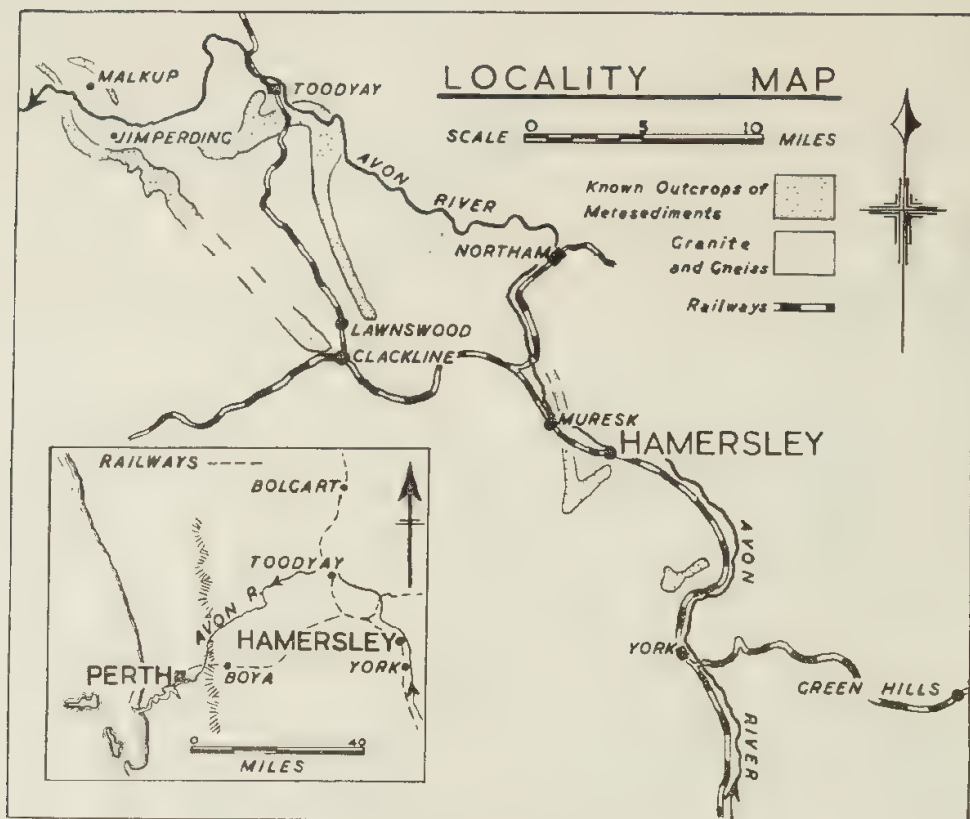 LOCALITY MAP
SCALE 0 5 10 MILES
Known Outcrops of
Metasediments
Granite
and Gneiss
Railways
MALKUP
TOODYAY
JIMPERDING
AVON
RIVER
NORTHAM
LAWNSWOOD
CLACKLINE
MURESK
HAMERSLEY
AVON
YORK
GREEN HILLS
RIVER
RAILWAYS
BOLGART
TOODYAY
AVON R.
HAMERSLEY
PERTH
BOYA
YORK
0 40
MILES